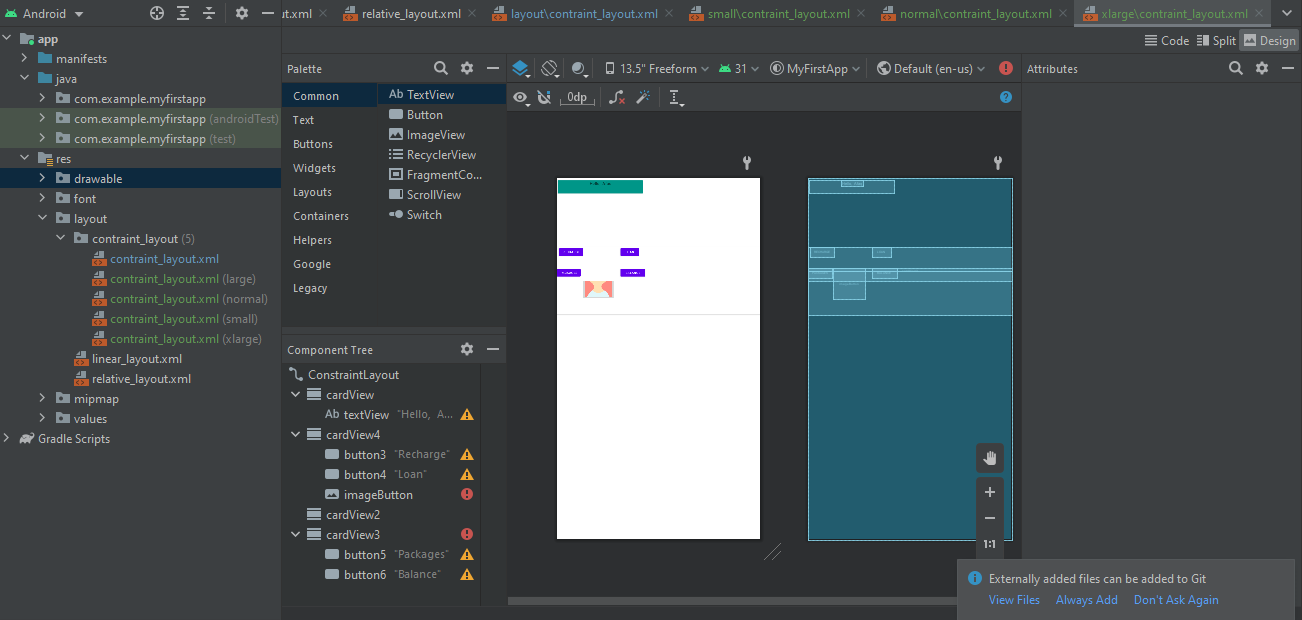 Android
ut.xml
relative_layout.xml
layout\contraint_layout.xml
small\contraint_layout.xml
normal\contraint_layout.xml
xlarge\contraint_layout.xml
Code
Split
Design
app
manifests
java
com.example.myfirstapp
com.example.myfirstapp (androidTest)
com.example.myfirstapp (test)
res
drawable
font
layout
contraint_layout (5)
contraint_layout.xml
contraint_layout.xml (large)
contraint_layout.xml (normal)
contraint_layout.xml (small)
contraint_layout.xml (xlarge)
linear_layout.xml
relative_layout.xml
mipmap
values
Gradle Scripts
Palette
Common
Text
Buttons
Widgets
Layouts
Containers
Helpers
Google
Legacy
Ab TextView
Button
ImageView
RecyclerView
FragmentCo...
ScrollView
Switch
Component Tree
ConstraintLayout
cardView
Ab textView "Hello, A...
cardView4
button3 "Recharge"
button4 "Loan"
imageButton
cardView2
cardView3
button5 "Packages"
button6 "Balance"
13.5" Freeform
31
MyFirstApp
Default (en-us)
0dp
Attributes
1:1
Externally added files can be added to Git
View Files Always Add Don't Ask Again